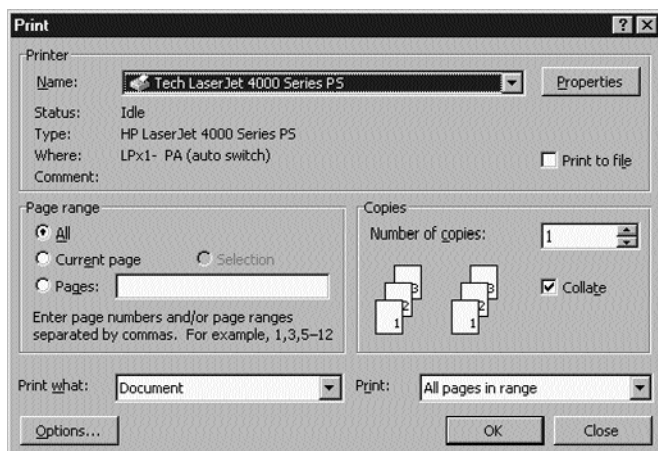 Print
Printer
Name: Tech LaserJet 4000 Series PS Properties
Status: Idle
Type: HP LaserJet 4000 Series PS
Where: LPx1- PA (auto switch)
Comment: Print to file
Page range
All
Current page Selection
Pages:
Enter page numbers and/or page ranges
separated by commas. For example, 1,3,5–12
Copies
Number of copies: 1
3 3
2 2
1 1
Collate
Print what: Document Print: All pages in range
Options... OK Close